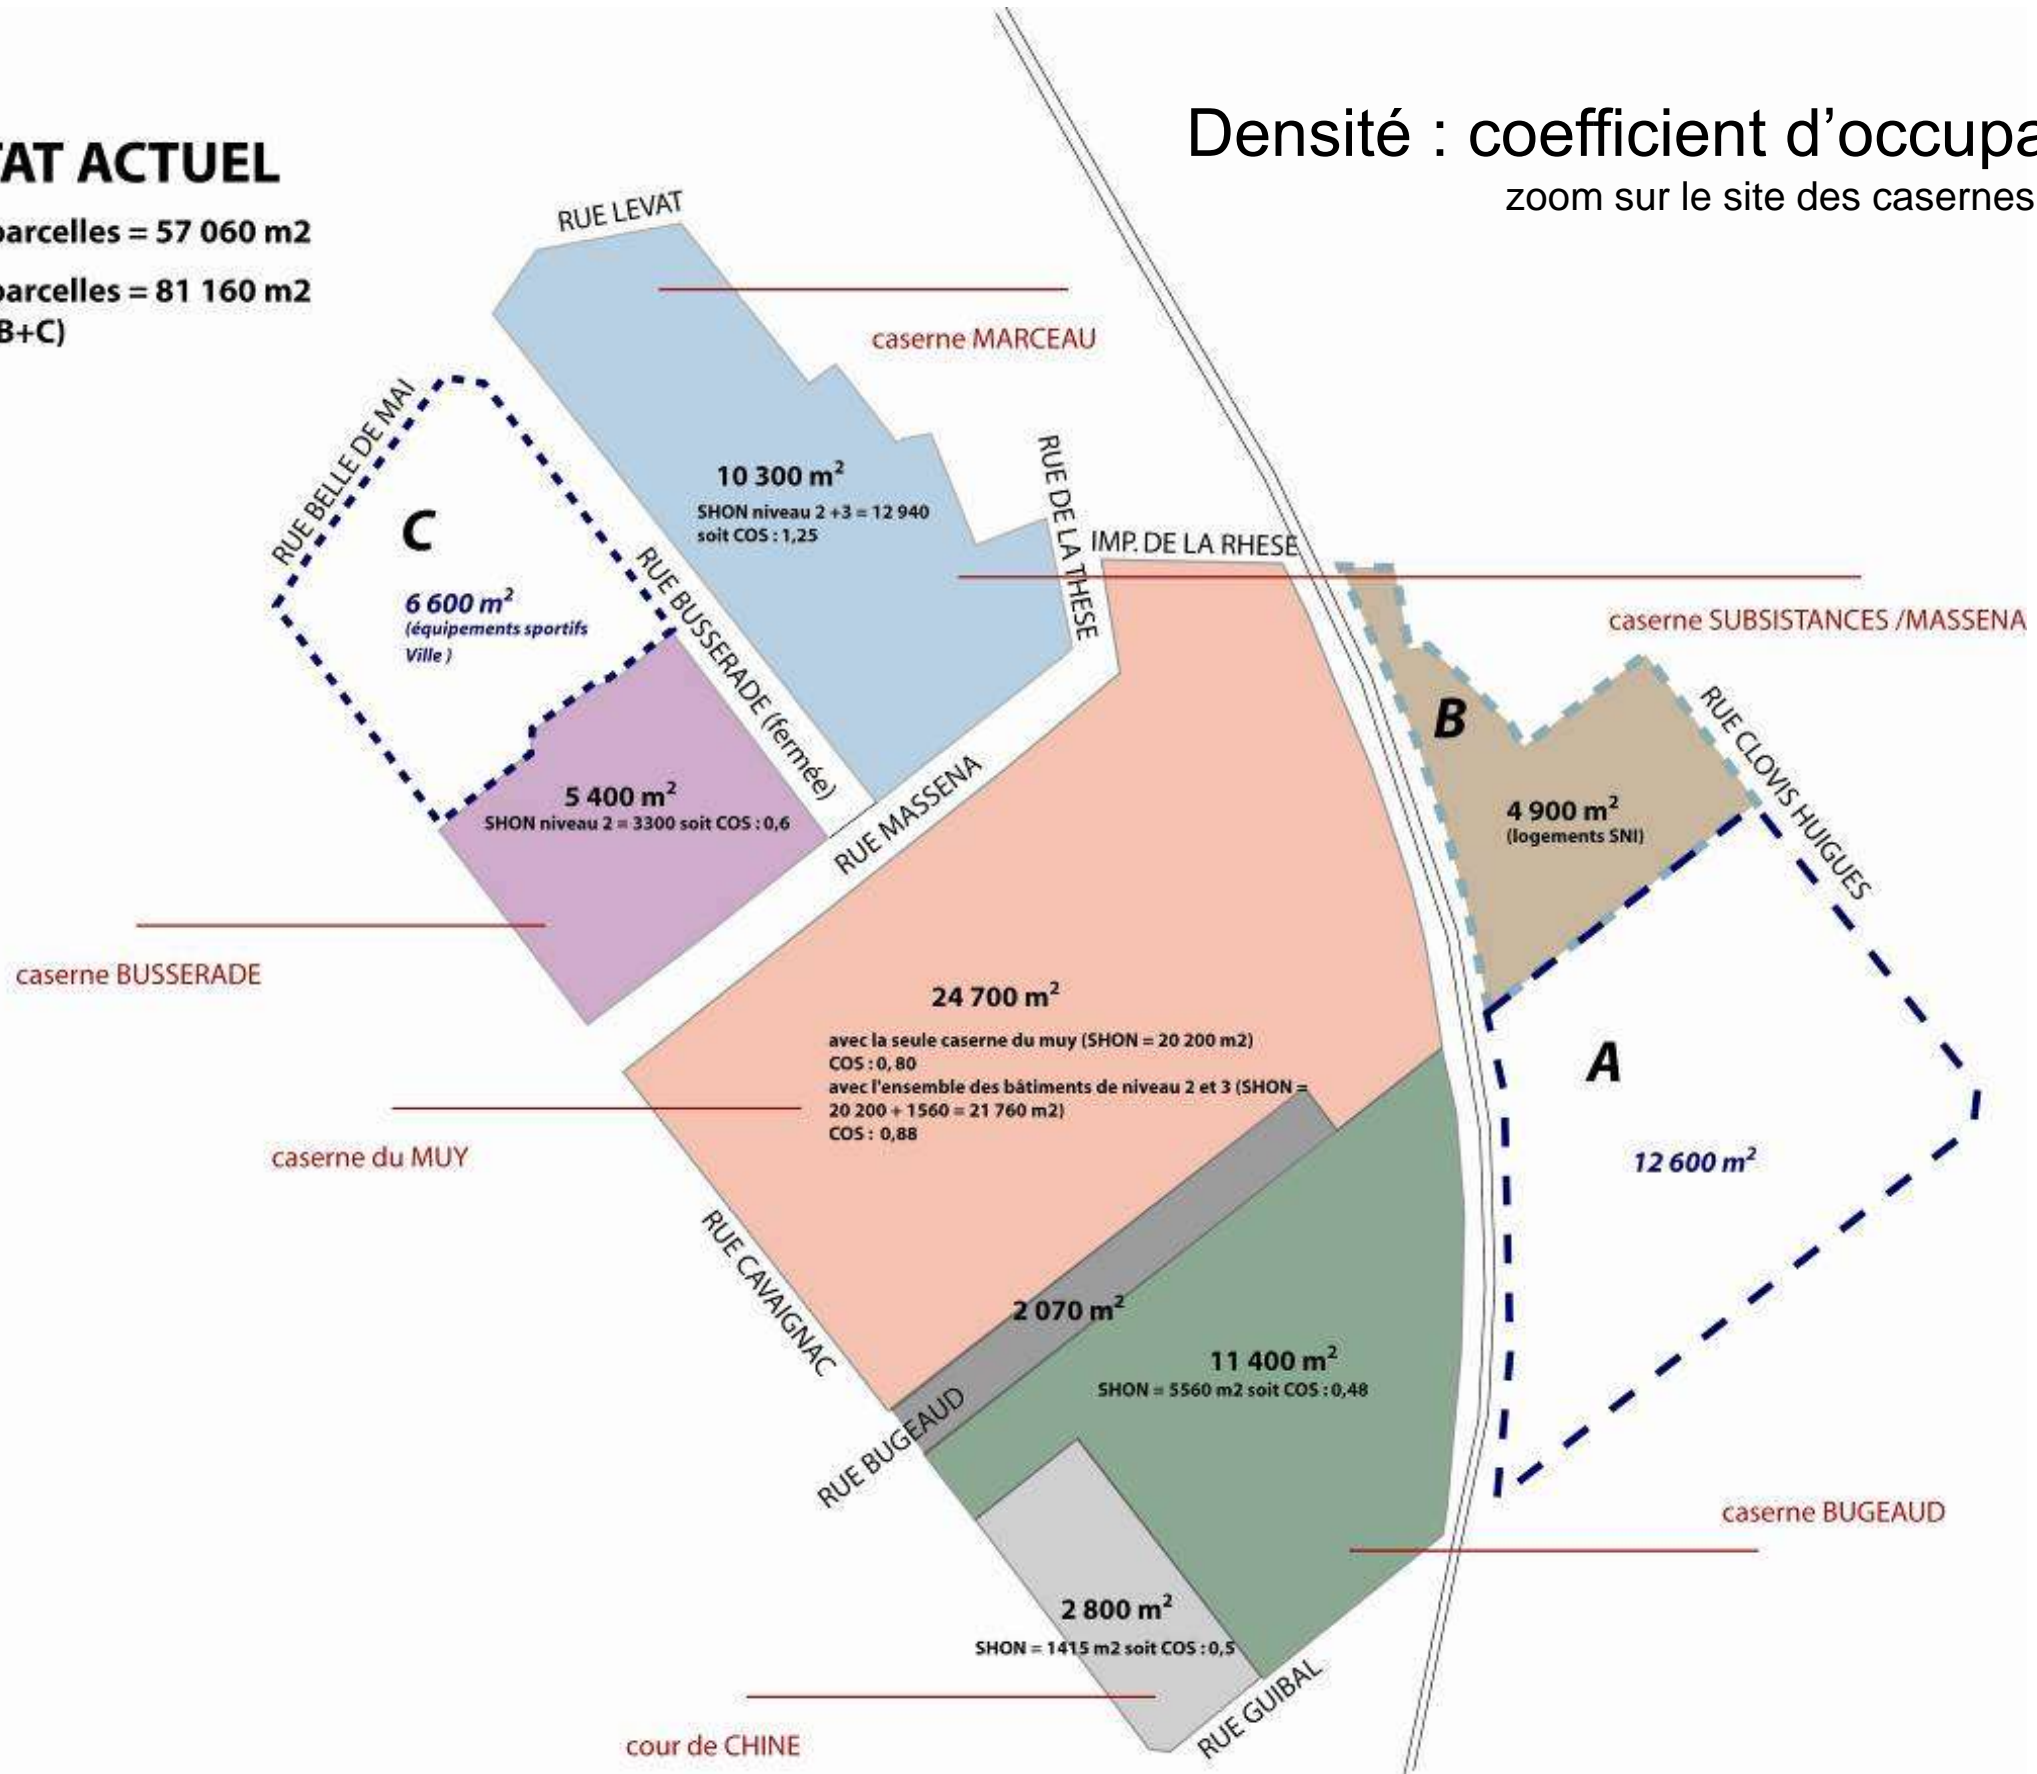 Densité : coefficient d’occupa
zoom sur le site des casernes
TAT ACTUEL
parcelles = 57 060 m2
parcelles = 81 160 m2
B+C)
RUE LEVAT
caserne MARCEAU
RUE BELLE DE MAI
C
6 600 m²
(équipements sportifs
Ville )
10 300 m²
SHON niveau 2 +3 = 12 940
soit COS : 1,25
RUE DE LA THESE
IMP. DE LA RHESE
caserne SUBSISTANCES /MASSENA
RUE BUSSERADE (fermée)
B
4 900 m²
(logements SNI)
RUE CLOVIS HUIGUES
5 400 m²
SHON niveau 2 = 3300 soit COS : 0,6
RUE MASSENA
caserne BUSSERADE
24 700 m²
avec la seule caserne du muy (SHON = 20 200 m2)
COS : 0, 80
avec l'ensemble des bâtiments de niveau 2 et 3 (SHON =
20 200 + 1560 = 21 760 m2)
COS : 0,88
A
12 600 m²
caserne du MUY
RUE CAVAIGNAC
2 070 m²
11 400 m²
SHON = 5560 m2 soit COS : 0,48
RUE BUGEAUD
caserne BUGEAUD
2 800 m²
SHON = 1415 m2 soit COS : 0,5
RUE GUIBAL
cour de CHINE